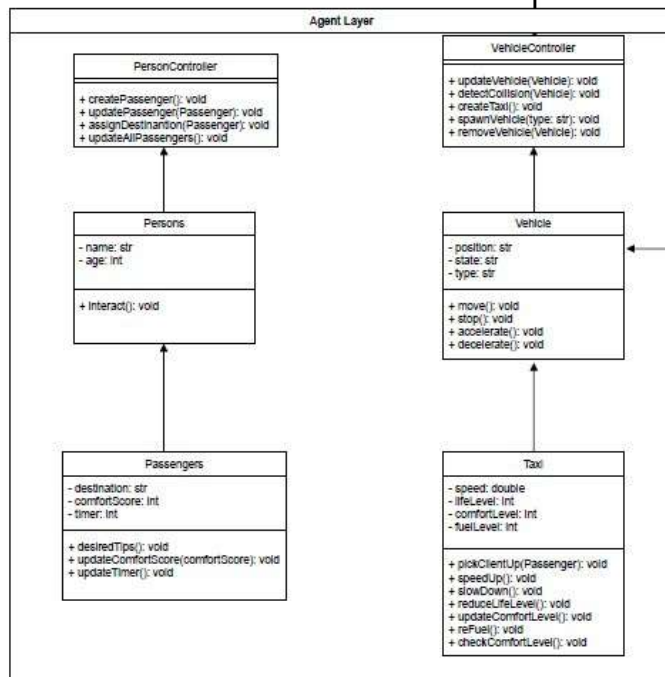 Agent Layer
PersonController
+ createPassenger(): void
+ updatePassenger(Passenger): void
+ assignDestinantion(Passenger): void
+ updateAllPassengers(): void
VehicleController
+ updateVehicle(Vehicle): void
+ detectCollision(Vehicle): void
+ createTaxi(): void
+ spawnVehicle(type: str): void
+ removeVehicle(Vehicle): void
Persons
- name: str
- age: int
+ interact(): void
Vehicle
- position: str
- state: str
- type: str
+ move(): void
+ stop(): void
+ accelerate(): void
+ decelerate(): void
Passengers
- destination: str
- comfortScore: int
- timer: int
+ desiredTips(): void
+ updateComfortScore(comfortScore): void
+ updateTimer(): void
Taxi
- speed: double
- lifeLevel: int
- comfortLevel: int
- fuelLevel: int
+ pickClientUp(Passenger): void
+ speedUp(): void
+ slowDown(): void
+ reduceLifeLevel(): void
+ updateComfortLevel(): void
+ reFuel(): void
+ checkComfortLevel(): void